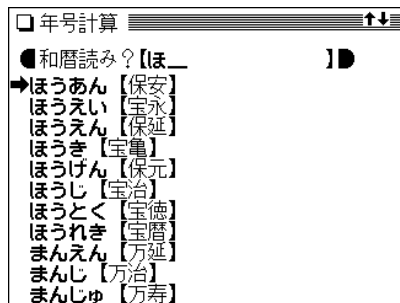 年号計算
和暦読み?【ほ＿ 】
ほうあん【保安】
ほうえい【宝永】
ほうえん【保延】
ほうき【宝亀】
ほうげん【保元】
ほうじ【宝治】
ほうとく【宝徳】
ほうれき【宝暦】
まんえん【万延】
まんじ【万治】
まんじゅ【万寿】